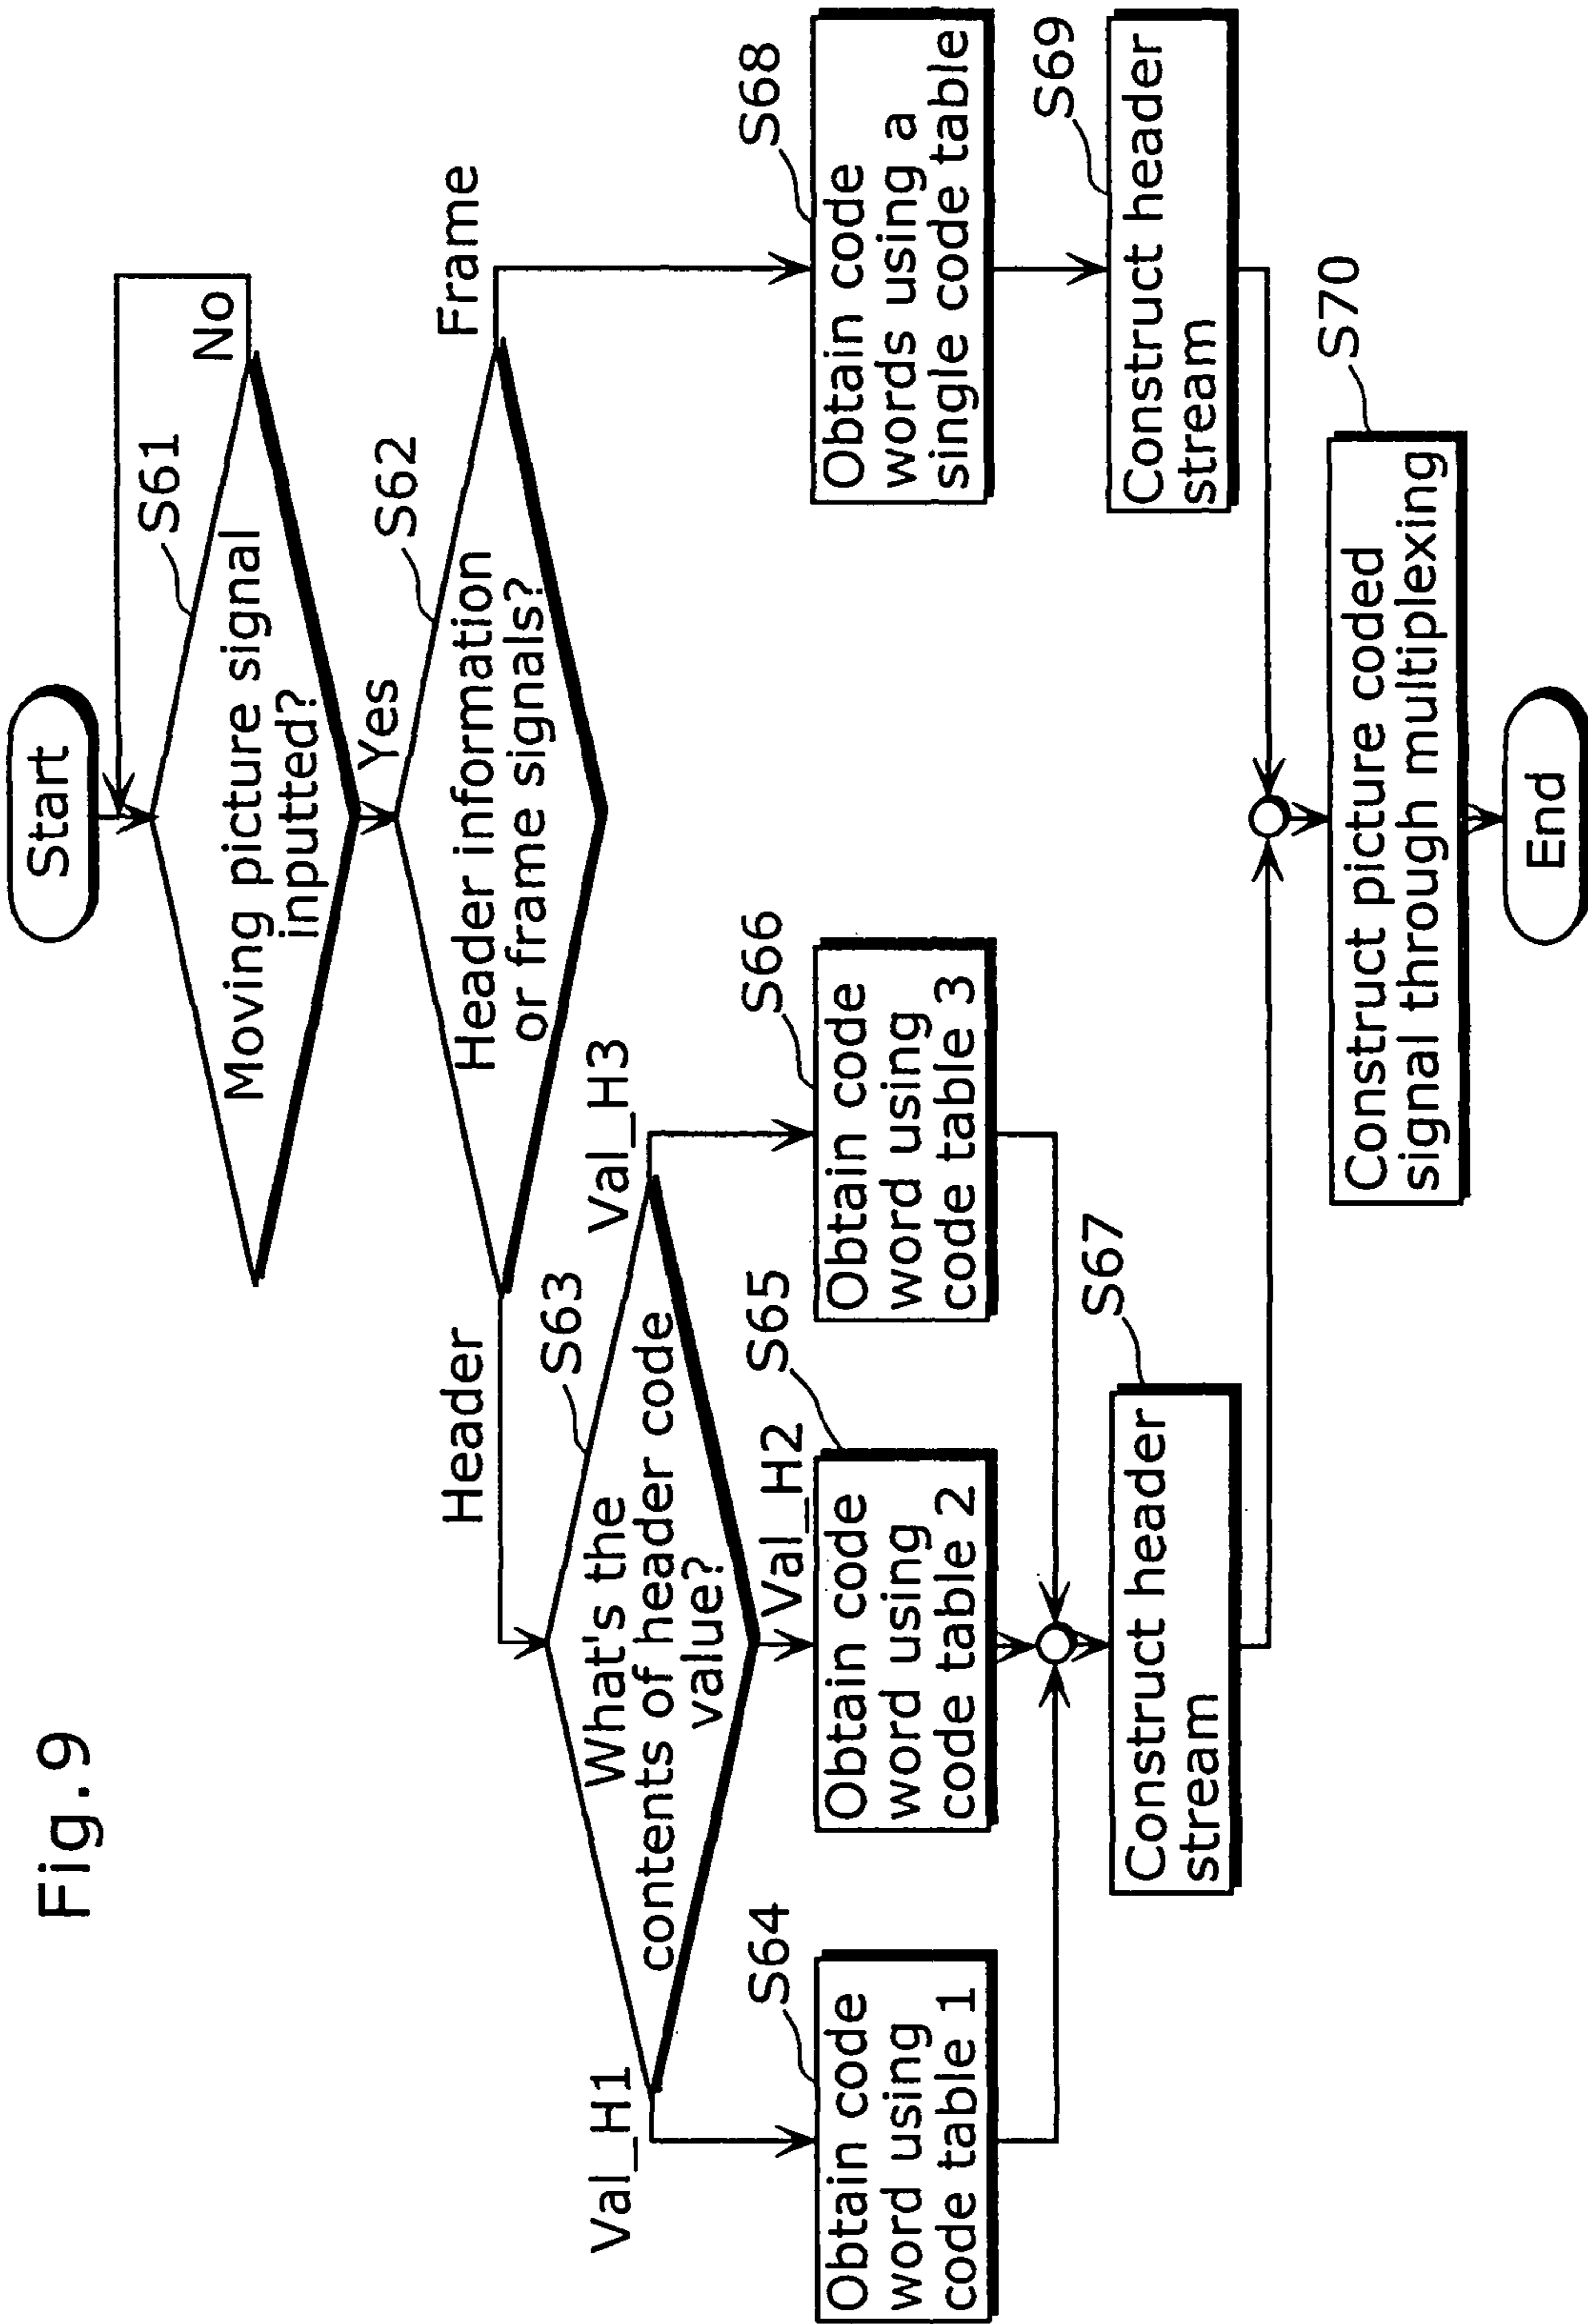 Fig.9
Start
S61
Moving picture signal
inputted?
No
Yes
S62
Header information
or frame signals?
Header
Frame
S63
What's the
contents of header code
value?
Val_H1
Val_H2
Val_H3
S64
Obtain code
word using
code table 1
S65
Obtain code
word using
code table 2
S66
Obtain code
word using
code table 3
S68
Obtain code
words using a
single code table
S67
Construct header
stream
S69
Construct header
stream
S70
Construct picture coded
signal through multiplexing
End